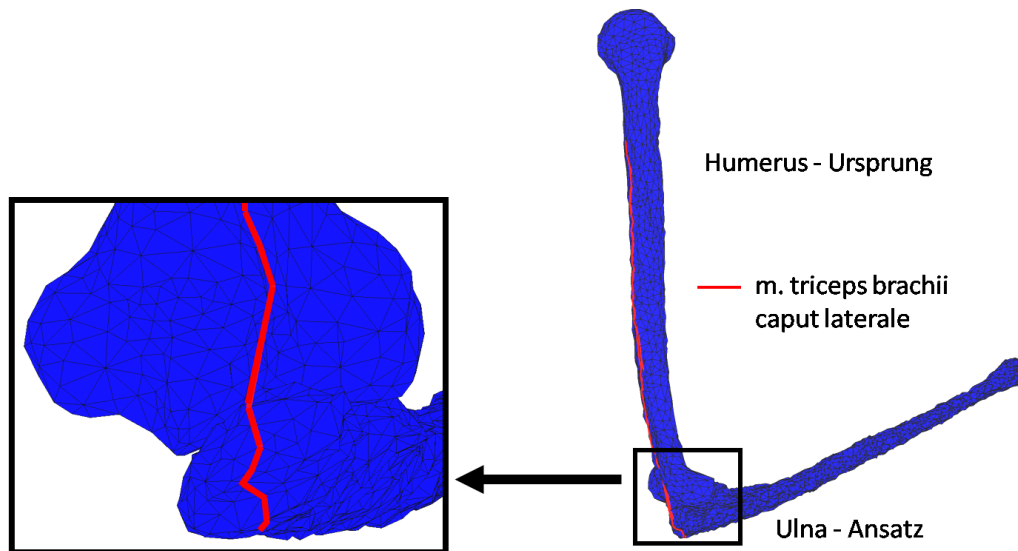 Humerus - Ursprung
m. triceps brachii
caput laterale
Ulna - Ansatz